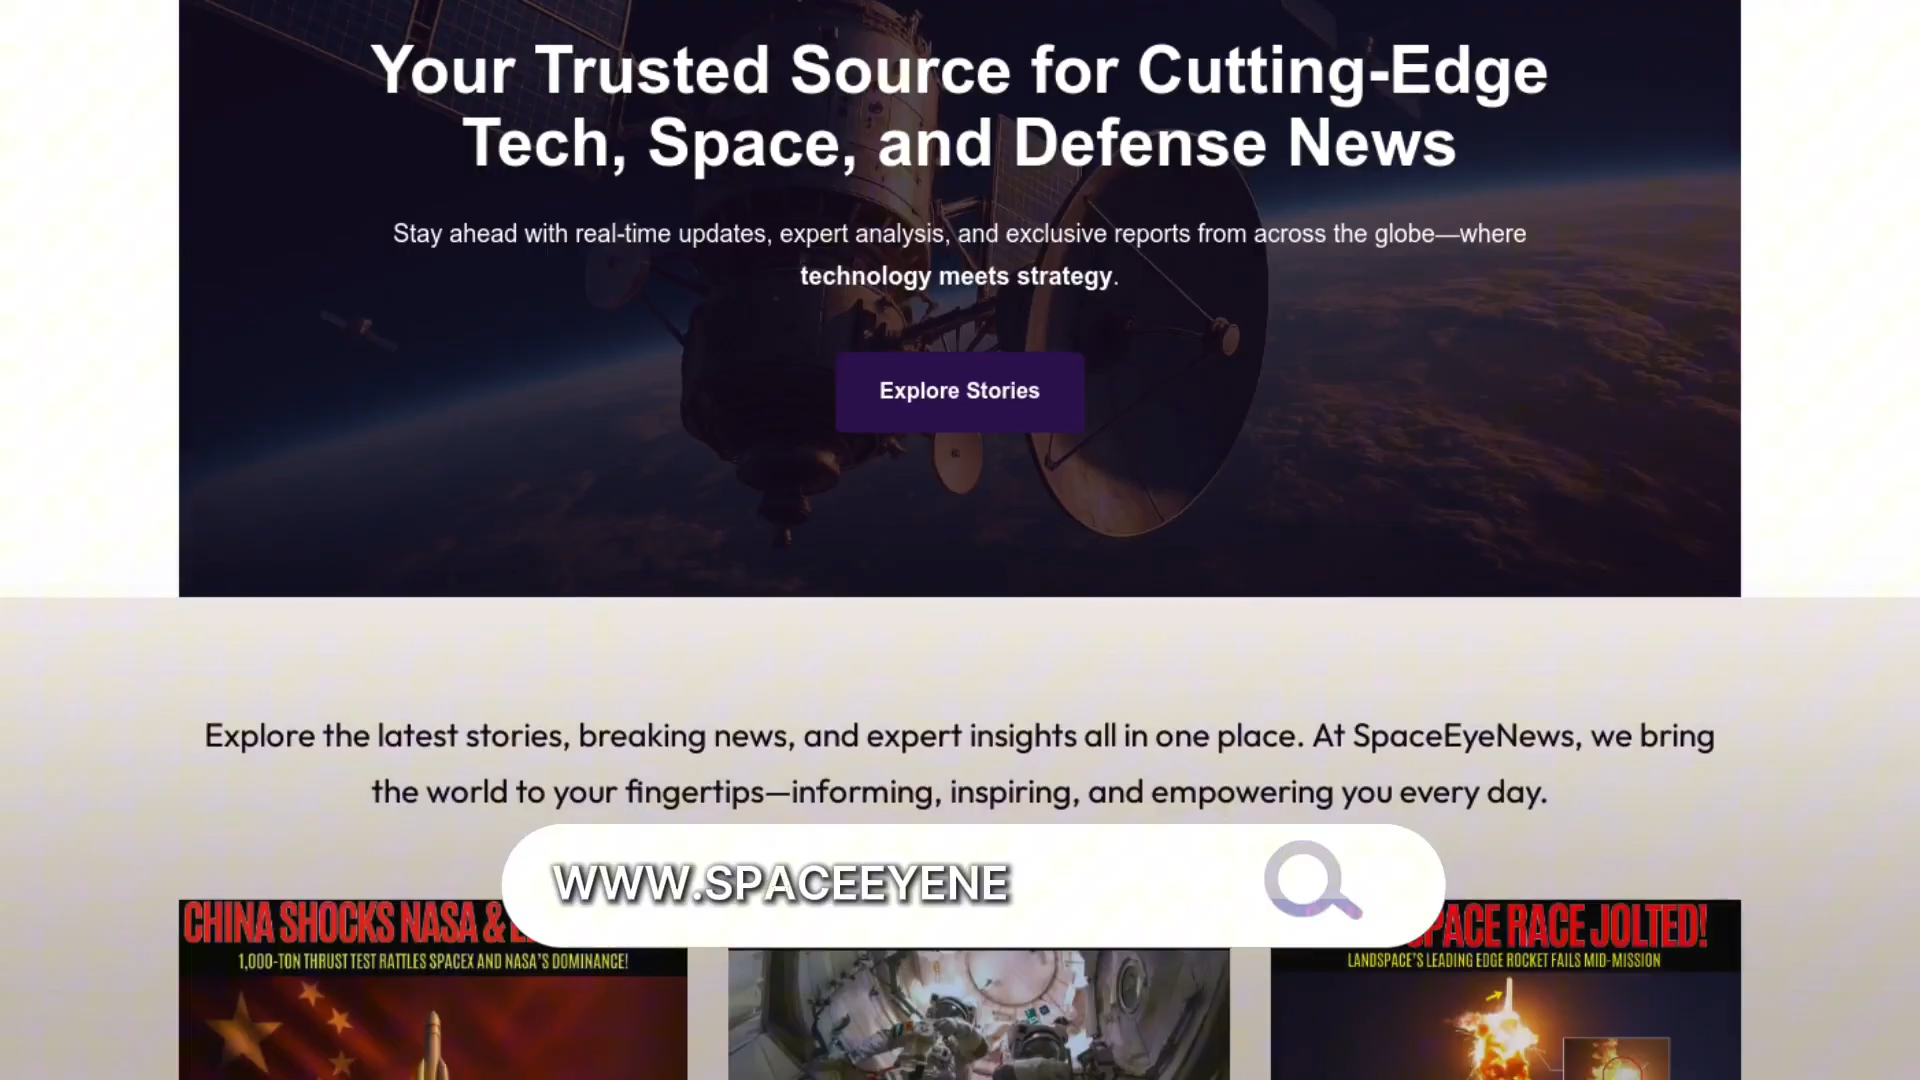 Your Trusted Source for Cutting-Edge
Tech, Space, and Defense News
Stay ahead with real-time updates, expert analysis, and exclusive reports from across the globe—where
technology meets strategy.
Explore Stories
Explore the latest stories, breaking news, and expert insights all in one place. At SpaceEyeNews, we bring
the world to your fingertips—informing, inspiring, and empowering you every day.
WWW.SPACEEYENE
CHINA SHOCKS NASA &
1,000-TON THRUST TEST RATTLES SPACEX AND NASA'S DOMINANCE!
SPACE RACE JOLTED!
LANDSPACE'S LEADING EDGE ROCKET FAILS MID-MISSION